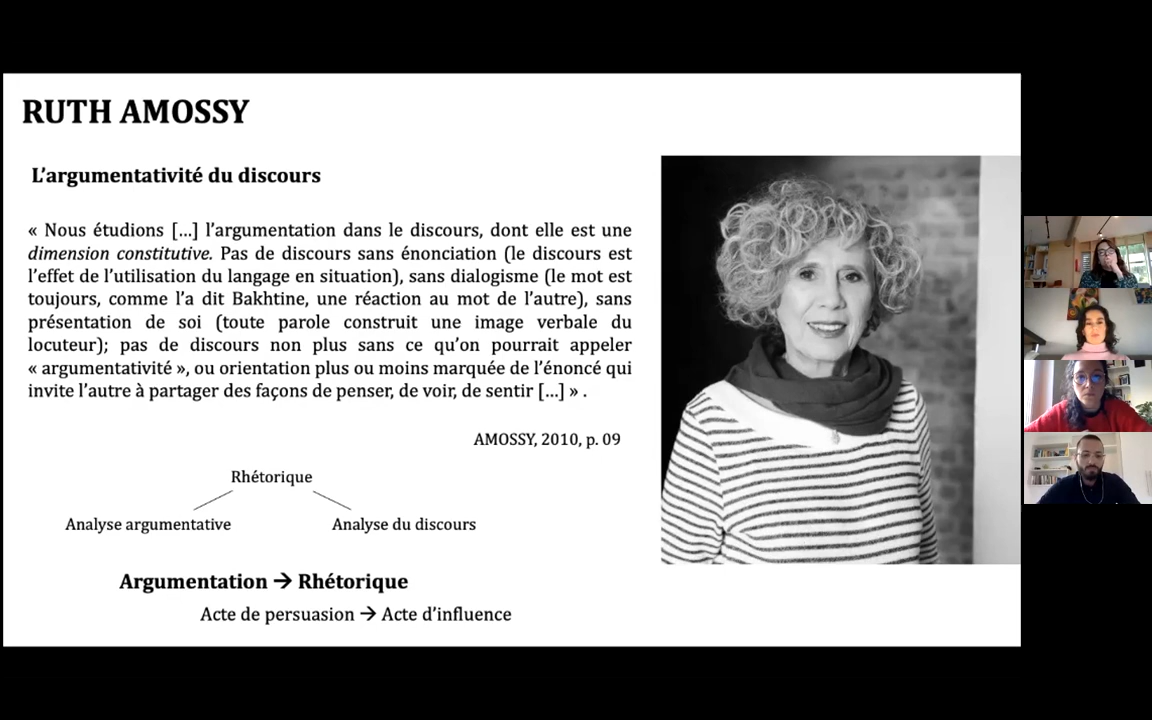 RUTH AMOSSY
L’argumentativité du discours
« Nous étudions [...] l’argumentation dans le discours, dont elle est une
dimension constitutive. Pas de discours sans énonciation (le discours est
l’effet de l’utilisation du langage en situation), sans dialogisme (le mot est
toujours, comme l’a dit Bakhtine, une réaction au mot de l’autre), sans
présentation de soi (toute parole construit une image verbale du
locuteur); pas de discours non plus sans ce qu’on pourrait appeler
« argumentativité », ou orientation plus ou moins marquée de l’énoncé qui
invite l’autre à partager des façons de penser, de voir, de sentir [...] » .
AMOSSY, 2010, p. 09
Rhétorique
Analyse argumentative Analyse du discours
Argumentation → Rhétorique
Acte de persuasion → Acte d’influence